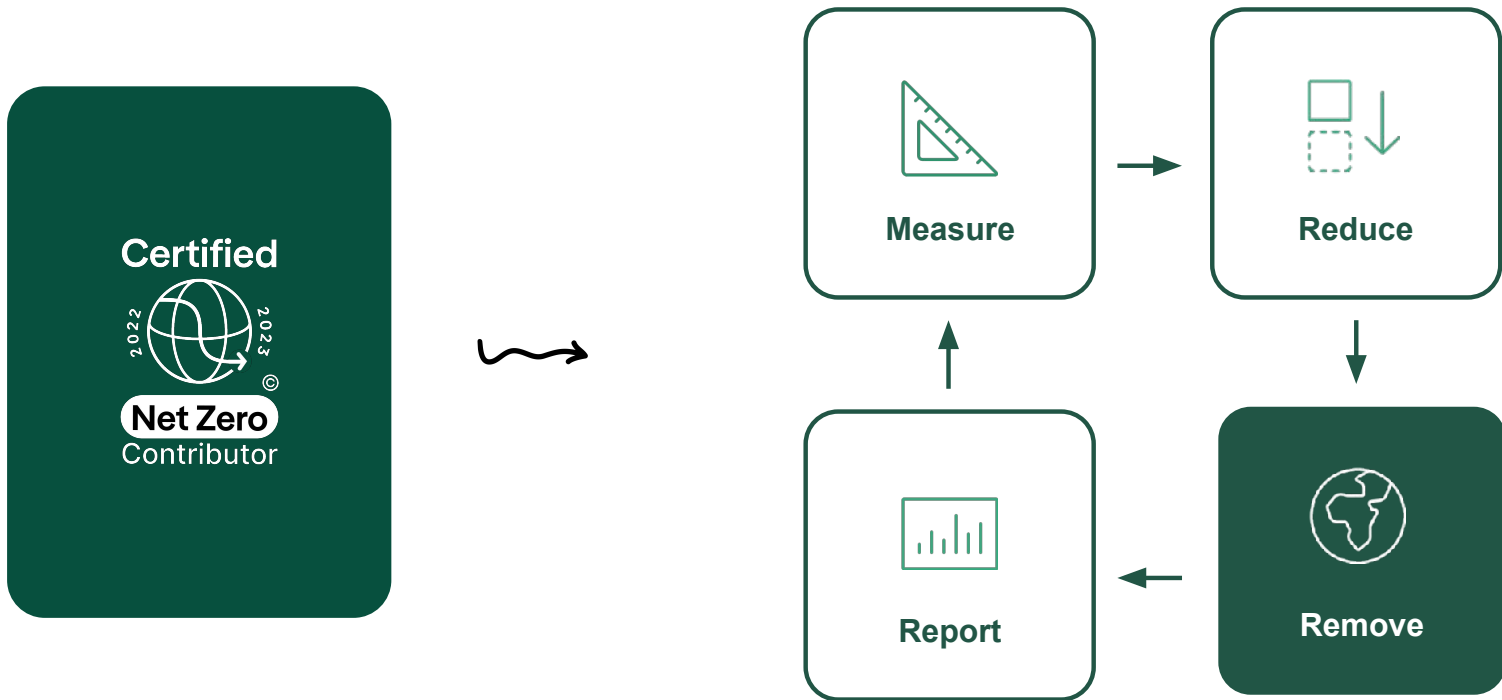 Certified
2022
2023
©
Net Zero
Contributor
Measure
Reduce
Report
Remove